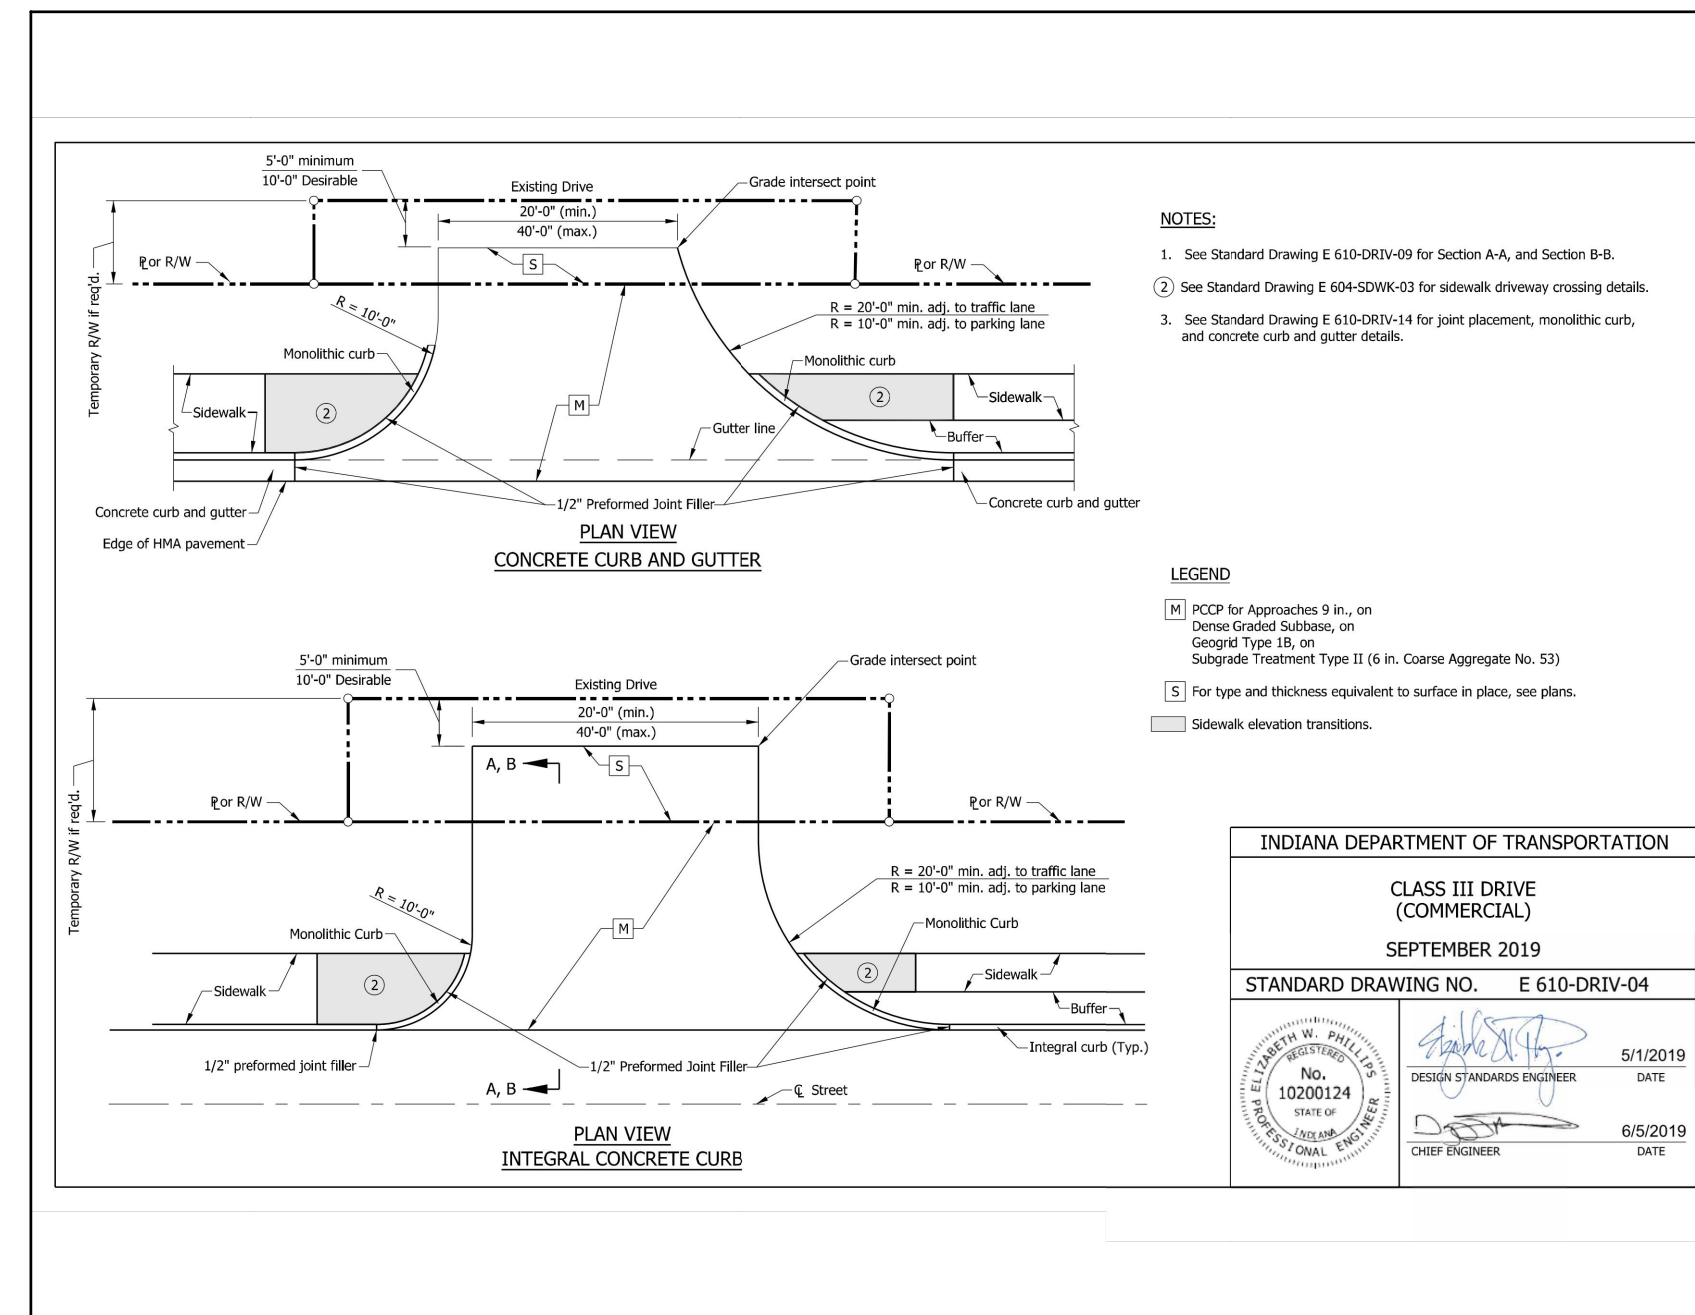 5'-0" minimum
10'-0" Desirable
Existing Drive
20'-0" (min.)
40'-0" (max.)
Grade intersect point
Temporary R/W if req'd.
℄ or R/W
S
℄ or R/W
R = 10'-0"
R = 20'-0" min. adj. to traffic lane
R = 10'-0" min. adj. to parking lane
Monolithic curb
Monolithic curb
Sidewalk
2
M
2
Sidewalk
Gutter line
Buffer
Concrete curb and gutter
1/2" Preformed Joint Filler
Concrete curb and gutter
Edge of HMA pavement
PLAN VIEW
CONCRETE CURB AND GUTTER
5'-0" minimum
10'-0" Desirable
Existing Drive
20'-0" (min.)
40'-0" (max.)
Grade intersect point
A, B
S
Temporary R/W if req'd.
℄ or R/W
℄ or R/W
R = 10'-0"
R = 20'-0" min. adj. to traffic lane
R = 10'-0" min. adj. to parking lane
Monolithic Curb
M
Monolithic Curb
Sidewalk
2
2
Sidewalk
Buffer
1/2" preformed joint filler
1/2" Preformed Joint Filler
Integral curb (Typ.)
A, B
℄ Street
PLAN VIEW
INTEGRAL CONCRETE CURB
NOTES:
1. See Standard Drawing E 610-DRIV-09 for Section A-A, and Section B-B.
2 See Standard Drawing E 604-SDWK-03 for sidewalk driveway crossing details.
3. See Standard Drawing E 610-DRIV-14 for joint placement, monolithic curb,
and concrete curb and gutter details.
LEGEND
M PCCP for Approaches 9 in., on
Dense Graded Subbase, on
Geogrid Type 1B, on
Subgrade Treatment Type II (6 in. Coarse Aggregate No. 53)
S For type and thickness equivalent to surface in place, see plans.
Sidewalk elevation transitions.
INDIANA DEPARTMENT OF TRANSPORTATION
CLASS III DRIVE
(COMMERCIAL)
SEPTEMBER 2019
STANDARD DRAWING NO. E 610-DRIV-04
ELIZABETH W. PHILLIPS
REGISTERED
No.
10200124
STATE OF
INDIANA
PROFESSIONAL ENGINEER
5/1/2019
DESIGN STANDARDS ENGINEER DATE
6/5/2019
CHIEF ENGINEER DATE